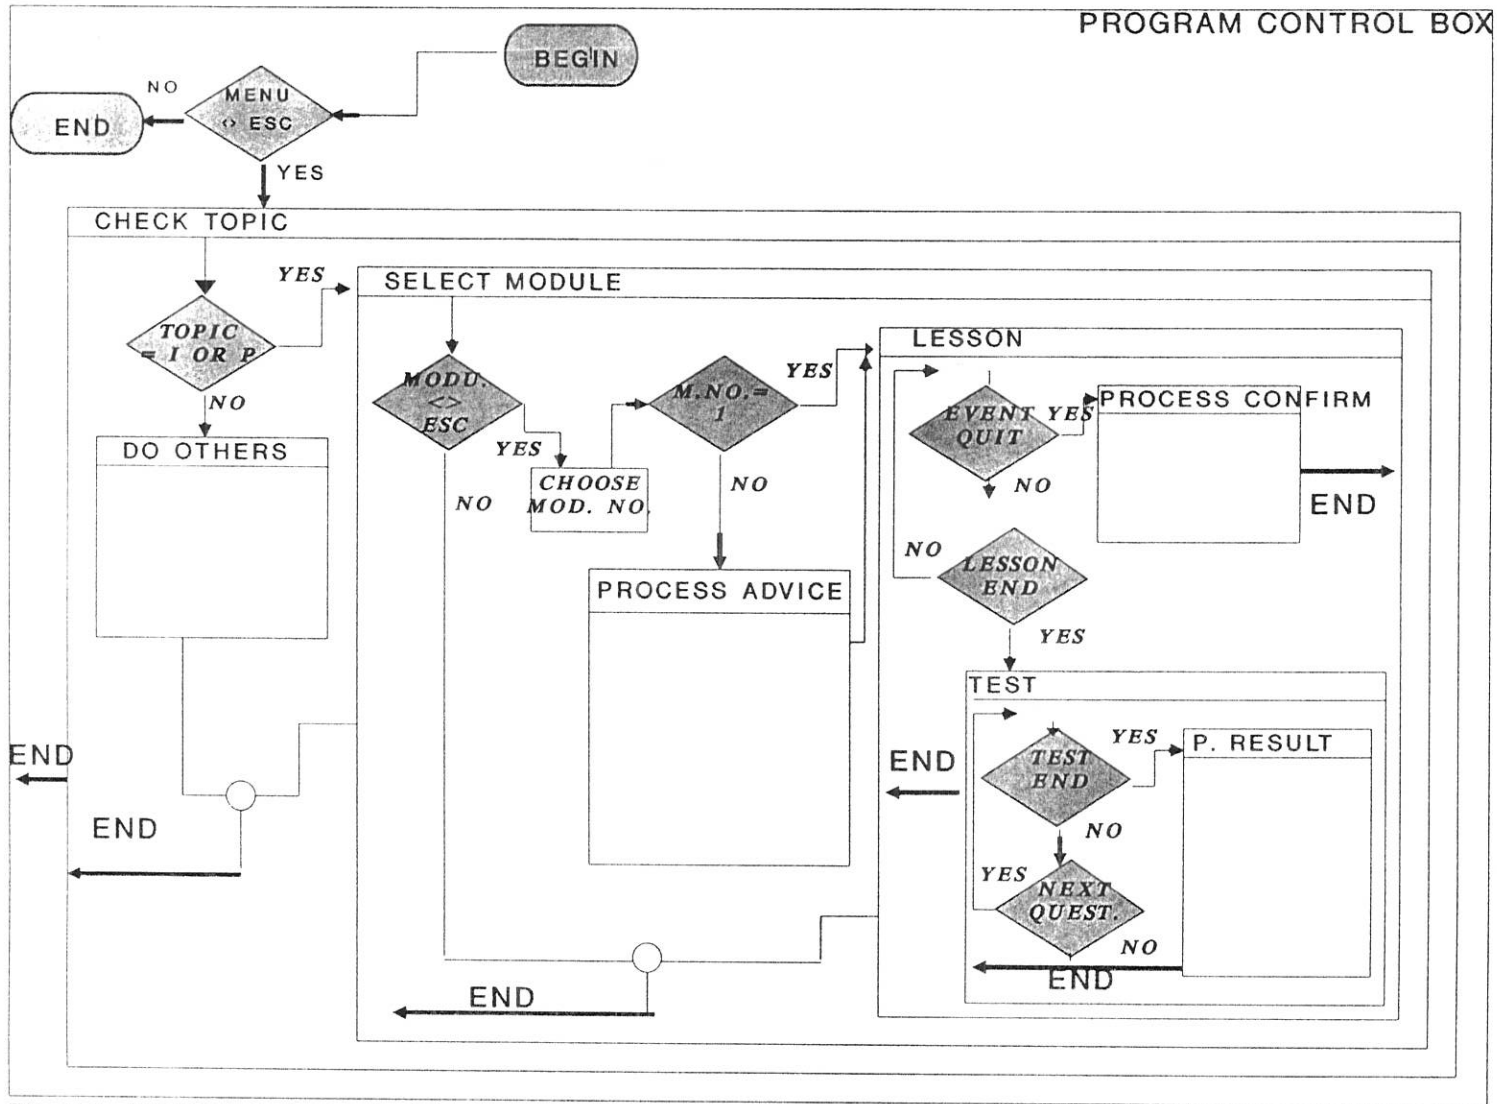 PROGRAM CONTROL BOX
BEGIN
NO
MENU
<> ESC
END
YES
CHECK TOPIC
YES
SELECT MODULE
TOPIC
= I OR P
NO
DO OTHERS
MODU.
<>
ESC
YES
NO
CHOOSE
MOD. NO.
M.NO.=
1
YES
NO
PROCESS ADVICE
LESSON
EVENT
QUIT
YES
PROCESS CONFIRM
NO
END
NO
LESSON
END
YES
TEST
TEST
END
YES
P. RESULT
NO
YES
NEXT
QUEST.
NO
END
END
END
END
END